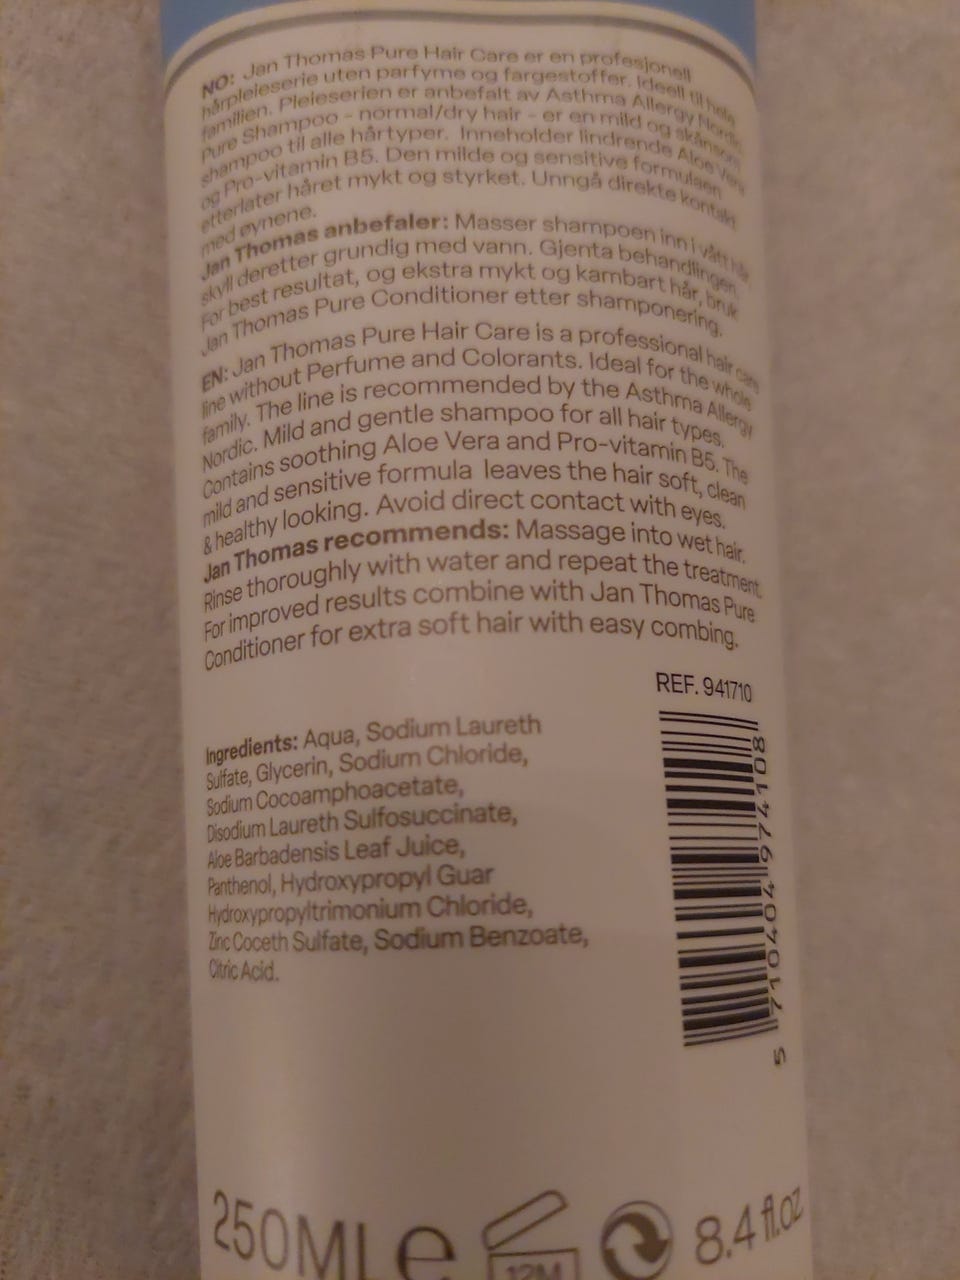 NO: Jan Thomas Pure Hair Care er en profesjonell
hårpleieserie uten parfyme og fargestoffer. Ideell til hele
familien. Pleieserien er anbefalt av Asthma Allergy Nordic.
Pure Shampoo - normal/dry hair - er en mild og skånsom
shampoo til alle hårtyper. Inneholder lindrende Aloe Vera
og Pro-vitamin B5. Den milde og sensitive formulaen
etterlater håret mykt og styrket. Unngå direkte kontakt
med øynene.
Jan Thomas anbefaler: Masser shampoen inn i vått hår,
skyll deretter grundig med vann. Gjenta behandlingen.
For best resultat, og ekstra mykt og kambart hår, bruk
Jan Thomas Pure Conditioner etter shamponering.
EN: Jan Thomas Pure Hair Care is a professional hair care
line without Perfume and Colorants. Ideal for the whole
family. The line is recommended by the Asthma Allergy
Nordic. Mild and gentle shampoo for all hair types.
Contains soothing Aloe Vera and Pro-vitamin B5. The
mild and sensitive formula leaves the hair soft, clean
& healthy looking. Avoid direct contact with eyes.
Jan Thomas recommends: Massage into wet hair.
Rinse thoroughly with water and repeat the treatment.
For improved results combine with Jan Thomas Pure
Conditioner for extra soft hair with easy combing.
REF. 941710
Ingredients: Aqua, Sodium Laureth
Sulfate, Glycerin, Sodium Chloride,
Sodium Cocoamphoacetate,
Disodium Laureth Sulfosuccinate,
Aloe Barbadensis Leaf Juice,
Panthenol, Hydroxypropyl Guar
Hydroxypropyltrimonium Chloride,
Zinc Coceth Sulfate, Sodium Benzoate,
Citric Acid.
5 710404 974108
250ML e
12M
8.4 fl.oz